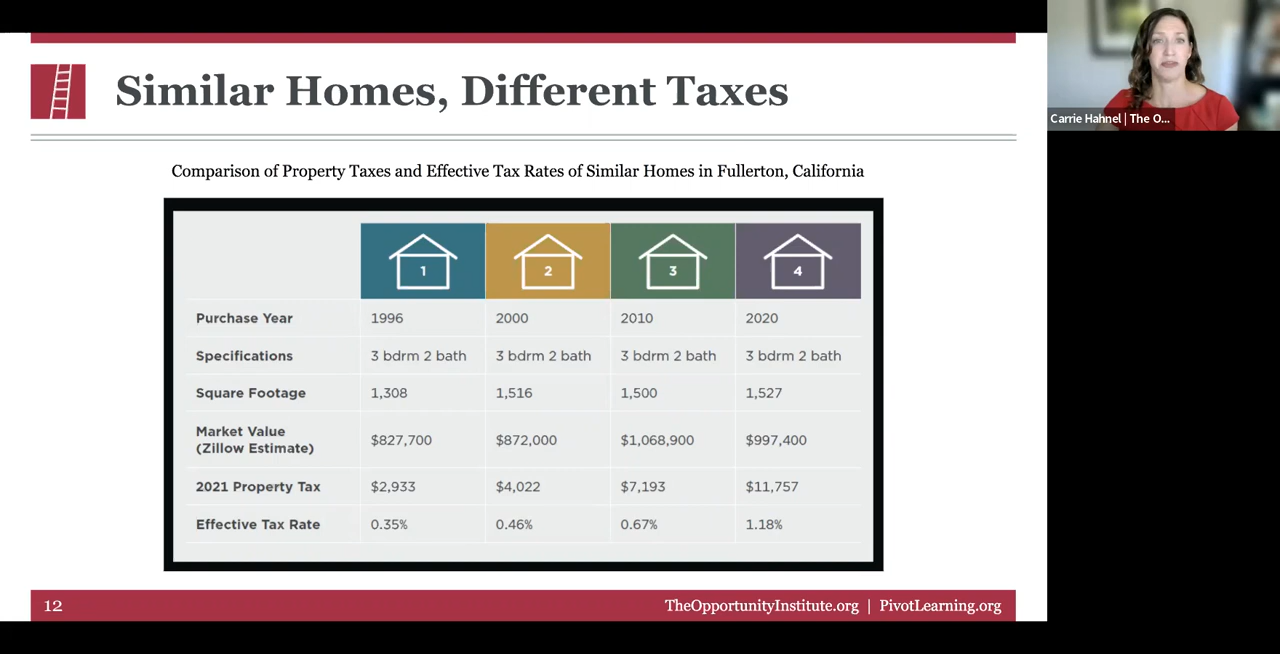 Similar Homes, Different Taxes
Carrie Hahnel | The O...
Comparison of Property Taxes and Effective Tax Rates of Similar Homes in Fullerton, California
1 2 3 4
Purchase Year 1996 2000 2010 2020
Specifications 3 bdrm 2 bath 3 bdrm 2 bath 3 bdrm 2 bath 3 bdrm 2 bath
Square Footage 1,308 1,516 1,500 1,527
Market Value
(Zillow Estimate) $827,700 $872,000 $1,068,900 $997,400
2021 Property Tax $2,933 $4,022 $7,193 $11,757
Effective Tax Rate 0.35% 0.46% 0.67% 1.18%
12 TheOpportunityInstitute.org | PivotLearning.org